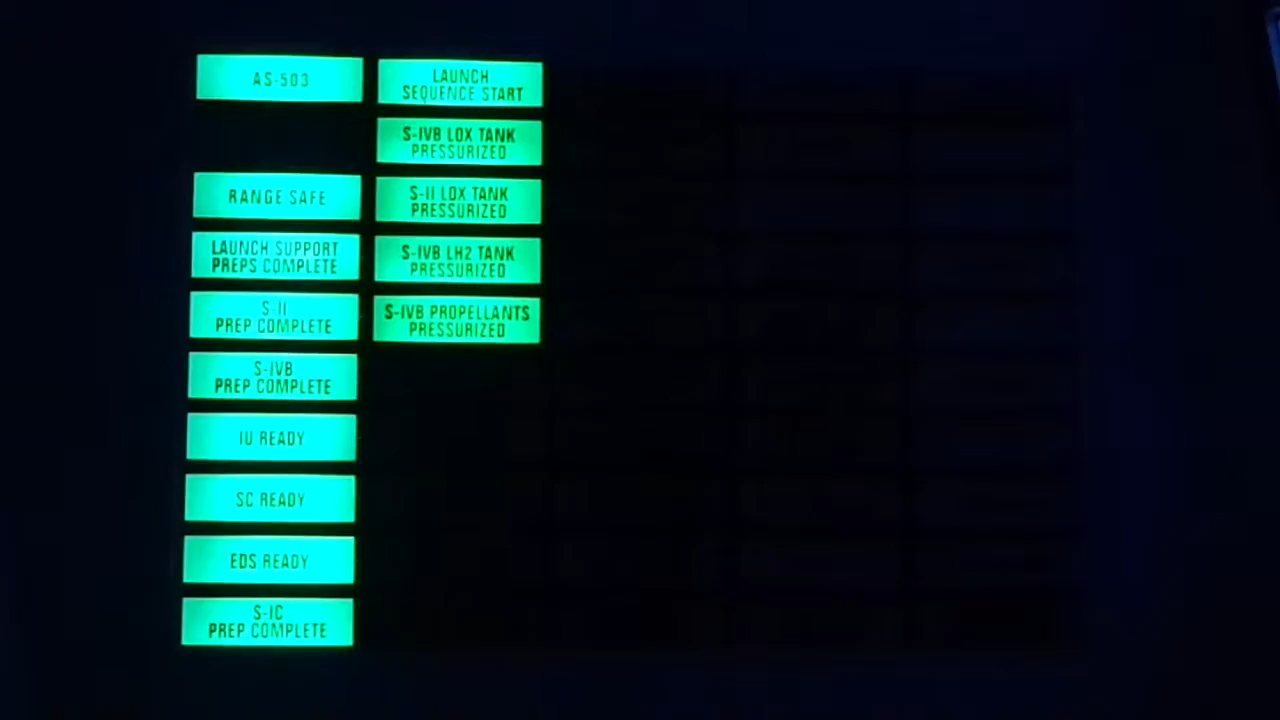 AS-503
RANGE SAFE
LAUNCH SUPPORT
PREPS COMPLETE
S-II
PREP COMPLETE
S-IVB
PREP COMPLETE
IU READY
SC READY
EDS READY
S-IC
PREP COMPLETE
LAUNCH
SEQUENCE START
S-IVB LOX TANK
PRESSURIZED
S-II LOX TANK
PRESSURIZED
S-IVB LH2 TANK
PRESSURIZED
S-IVB PROPELLANTS
PRESSURIZED